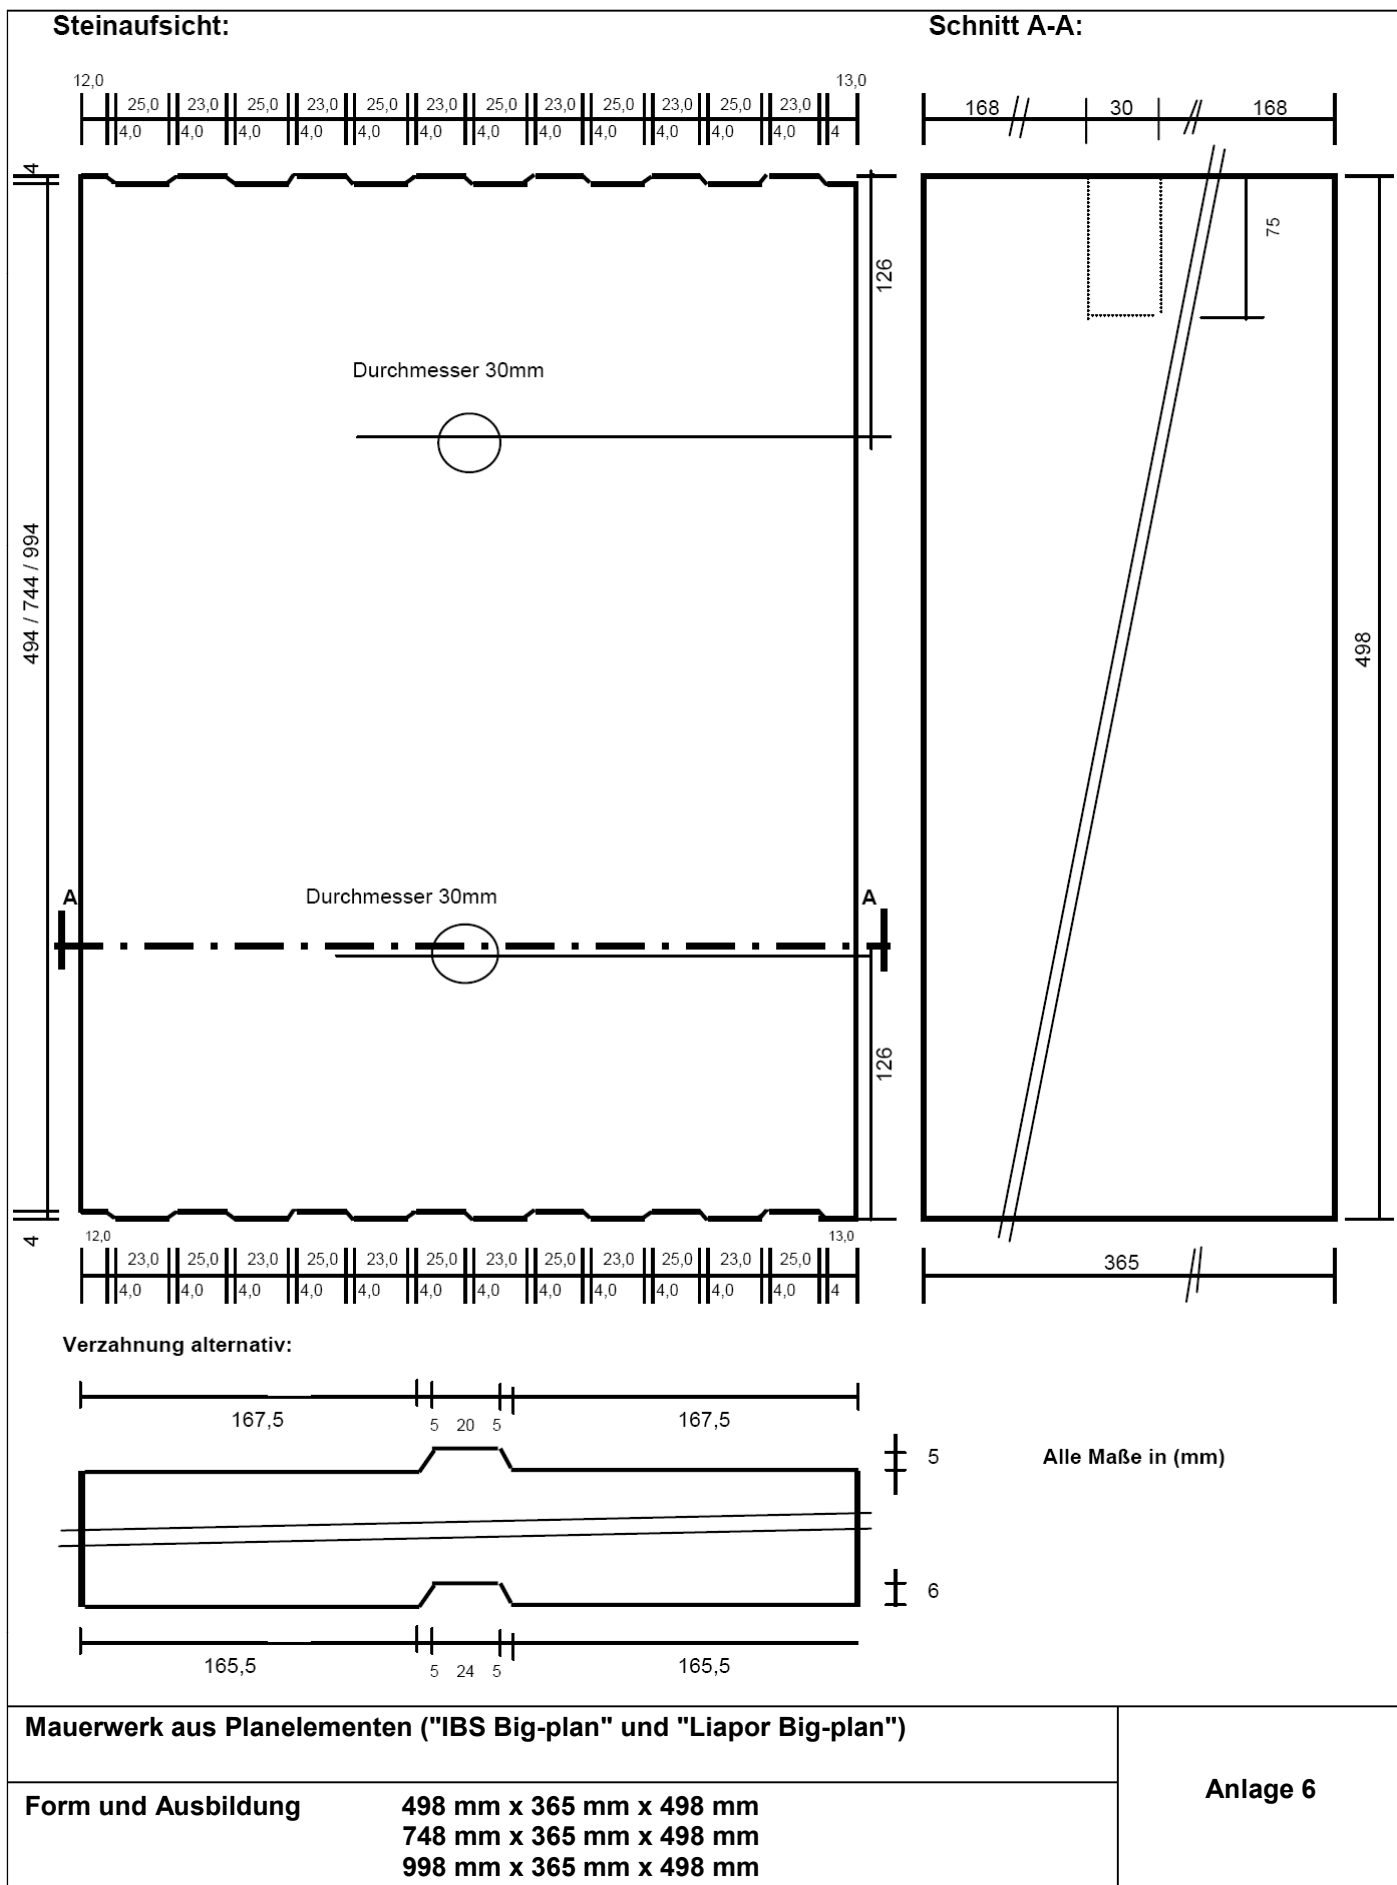 Steinaufsicht:
Schnitt A-A:
12,0 13,0
25,0 23,0 25,0 23,0 25,0 23,0 25,0 23,0 25,0 23,0 25,0 23,0
4,0 4,0 4,0 4,0 4,0 4,0 4,0 4,0 4,0 4,0 4,0 4,0 4
168 30 168
4
126
75
Durchmesser 30mm
494 / 744 / 994
498
A A
Durchmesser 30mm
126
4
12,0 13,0
23,0 25,0 23,0 25,0 23,0 25,0 23,0 25,0 23,0 25,0 23,0 25,0
4,0 4,0 4,0 4,0 4,0 4,0 4,0 4,0 4,0 4,0 4,0 4,0 4
365
Verzahnung alternativ:
167,5 5 20 5 167,5
5
Alle Maße in (mm)
6
165,5 5 24 5 165,5
Mauerwerk aus Planelementen ("IBS Big-plan" und "Liapor Big-plan")
Anlage 6
Form und Ausbildung 498 mm x 365 mm x 498 mm
748 mm x 365 mm x 498 mm
998 mm x 365 mm x 498 mm